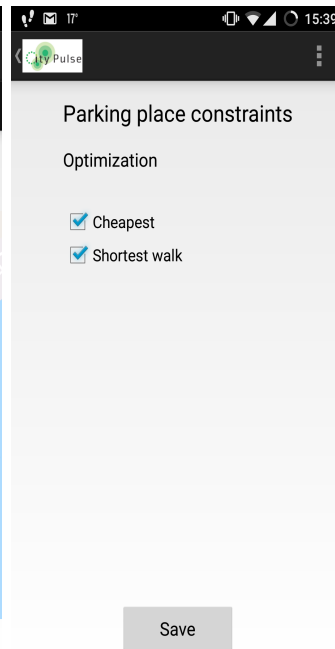 17°
15:39
City Pulse
Parking place constraints
Optimization
Cheapest
Shortest walk
Save